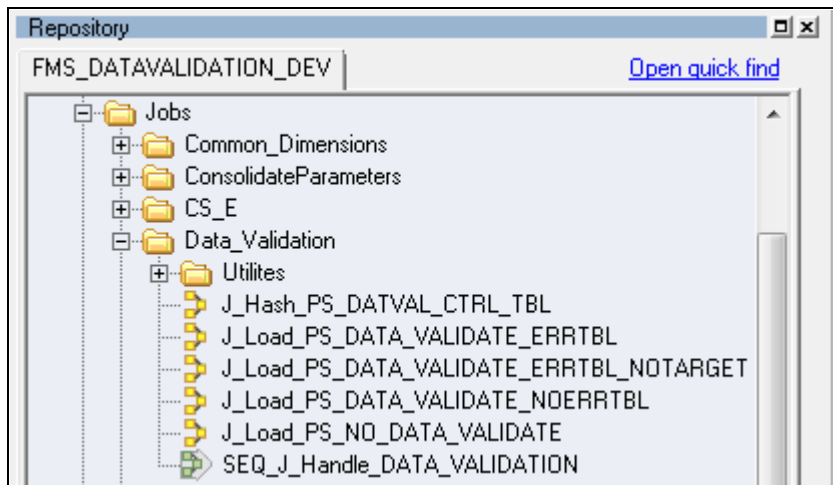 Repository
FMS_DATAVALIDATION_DEV Open quick find
Jobs
Common_Dimensions
ConsolidateParameters
CS_E
Data_Validation
Utilites
J_Hash_PS_DATVAL_CTRL_TBL
J_Load_PS_DATA_VALIDATE_ERRTBL
J_Load_PS_DATA_VALIDATE_ERRTBL_NOTARGET
J_Load_PS_DATA_VALIDATE_NOERRTBL
J_Load_PS_NO_DATA_VALIDATE
SEQ_J_Handle_DATA_VALIDATION